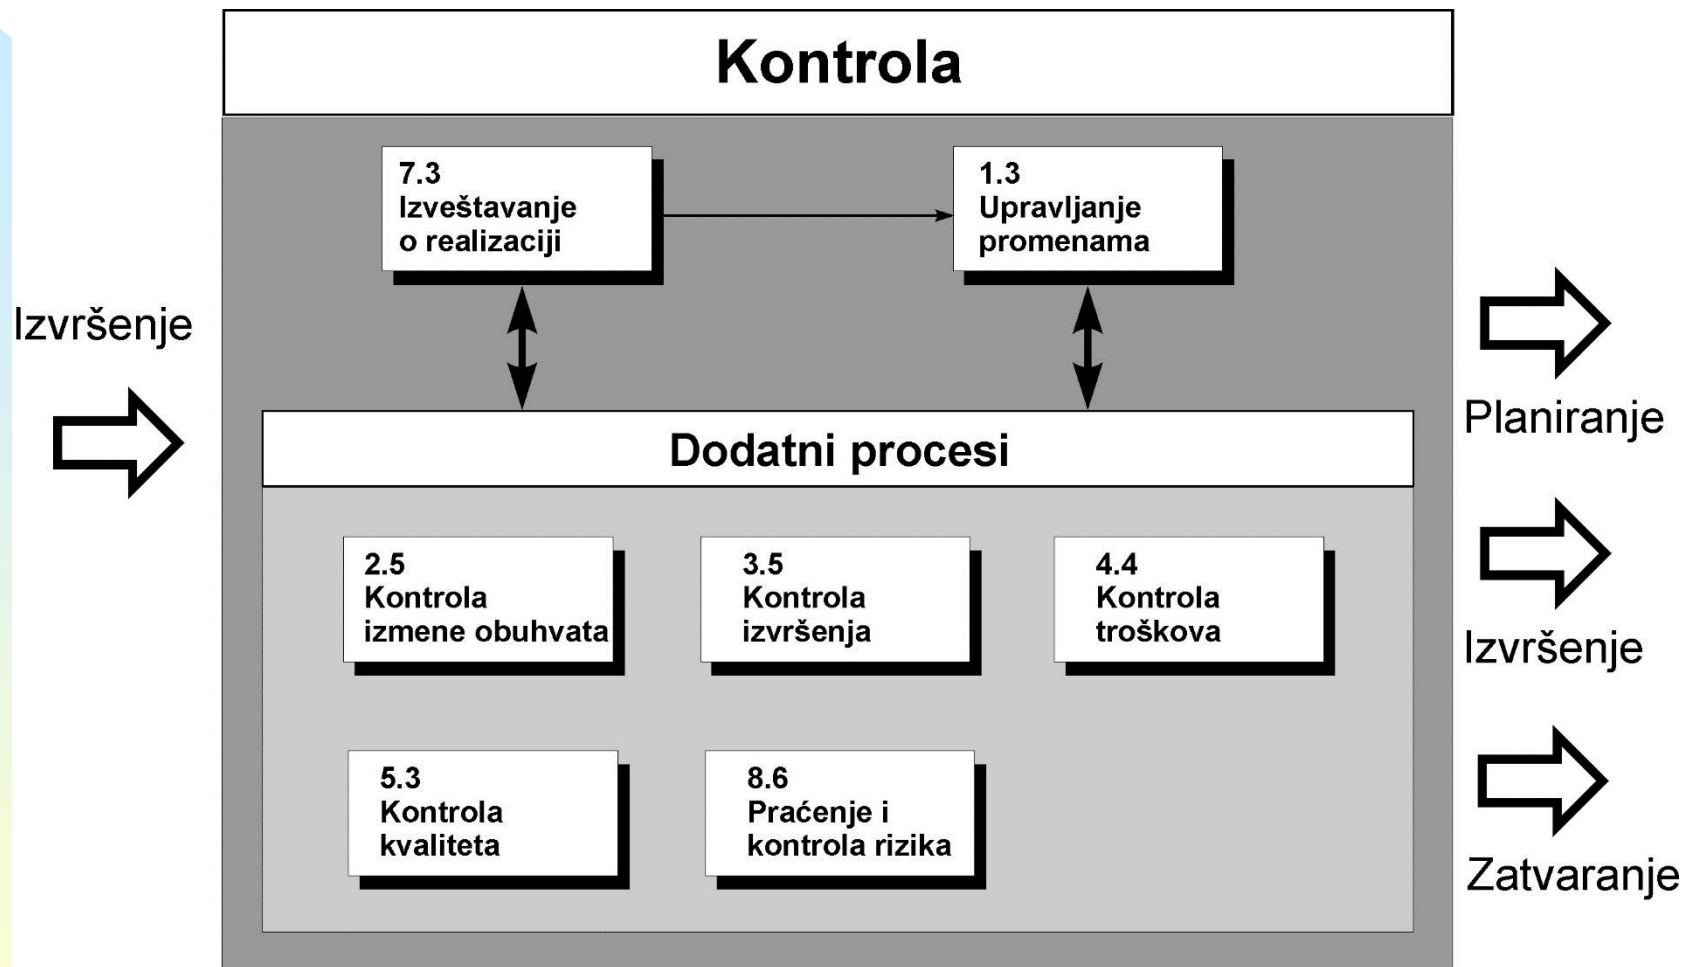 Kontrola
7.3
Izveštavanje
o realizaciji
1.3
Upravljanje
promenama
Izvršenje
Planiranje
Dodatni procesi
2.5
Kontrola
izmene obuhvata
3.5
Kontrola
izvršenja
4.4
Kontrola
troškova
Izvršenje
5.3
Kontrola
kvaliteta
8.6
Praćenje i
kontrola rizika
Zatvaranje